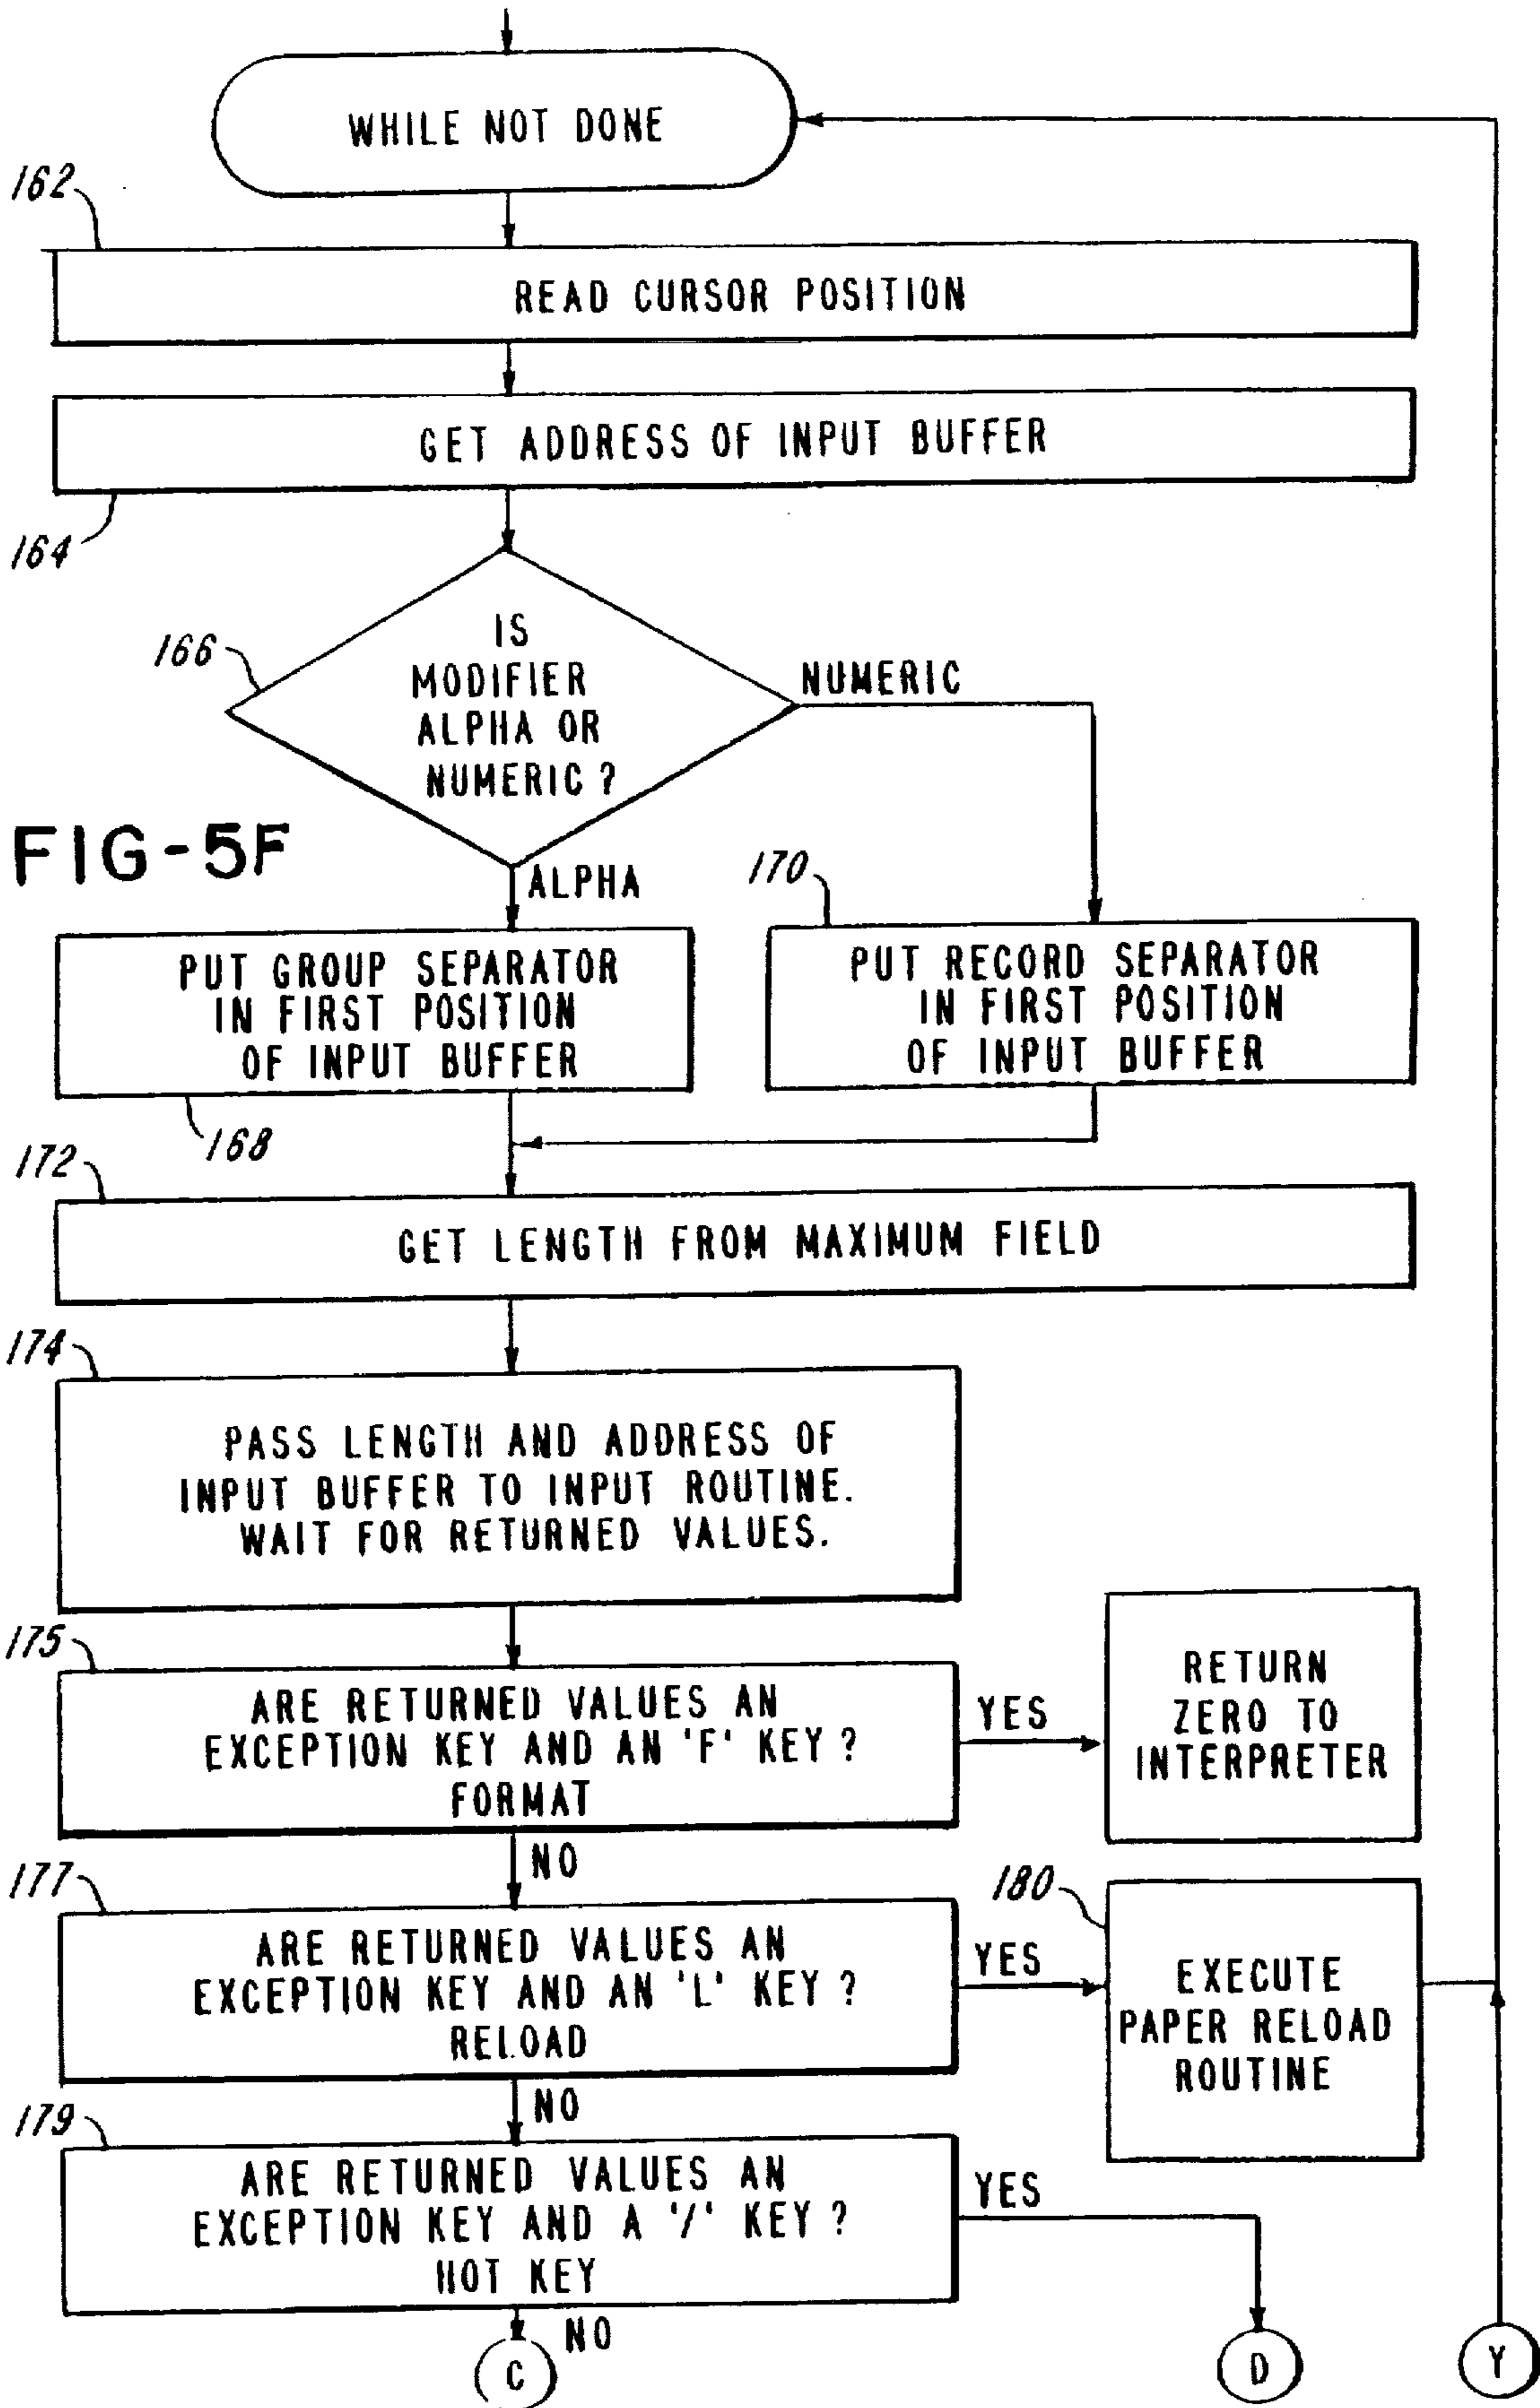 WHILE NOT DONE
162
READ CURSOR POSITION
GET ADDRESS OF INPUT BUFFER
164
166
IS
MODIFIER
ALPHA OR
NUMERIC?
NUMERIC
FIG-5F
ALPHA
170
PUT GROUP SEPARATOR
IN FIRST POSITION
OF INPUT BUFFER
PUT RECORD SEPARATOR
IN FIRST POSITION
OF INPUT BUFFER
168
172
GET LENGTH FROM MAXIMUM FIELD
174
PASS LENGTH AND ADDRESS OF
INPUT BUFFER TO INPUT ROUTINE.
WAIT FOR RETURNED VALUES.
175
ARE RETURNED VALUES AN
EXCEPTION KEY AND AN 'F' KEY?
FORMAT
YES
RETURN
ZERO TO
INTERPRETER
NO
177
ARE RETURNED VALUES AN
EXCEPTION KEY AND AN 'L' KEY?
RELOAD
YES
180
EXECUTE
PAPER RELOAD
ROUTINE
NO
179
ARE RETURNED VALUES AN
EXCEPTION KEY AND A '/' KEY?
HOT KEY
YES
NO
C
D
Y